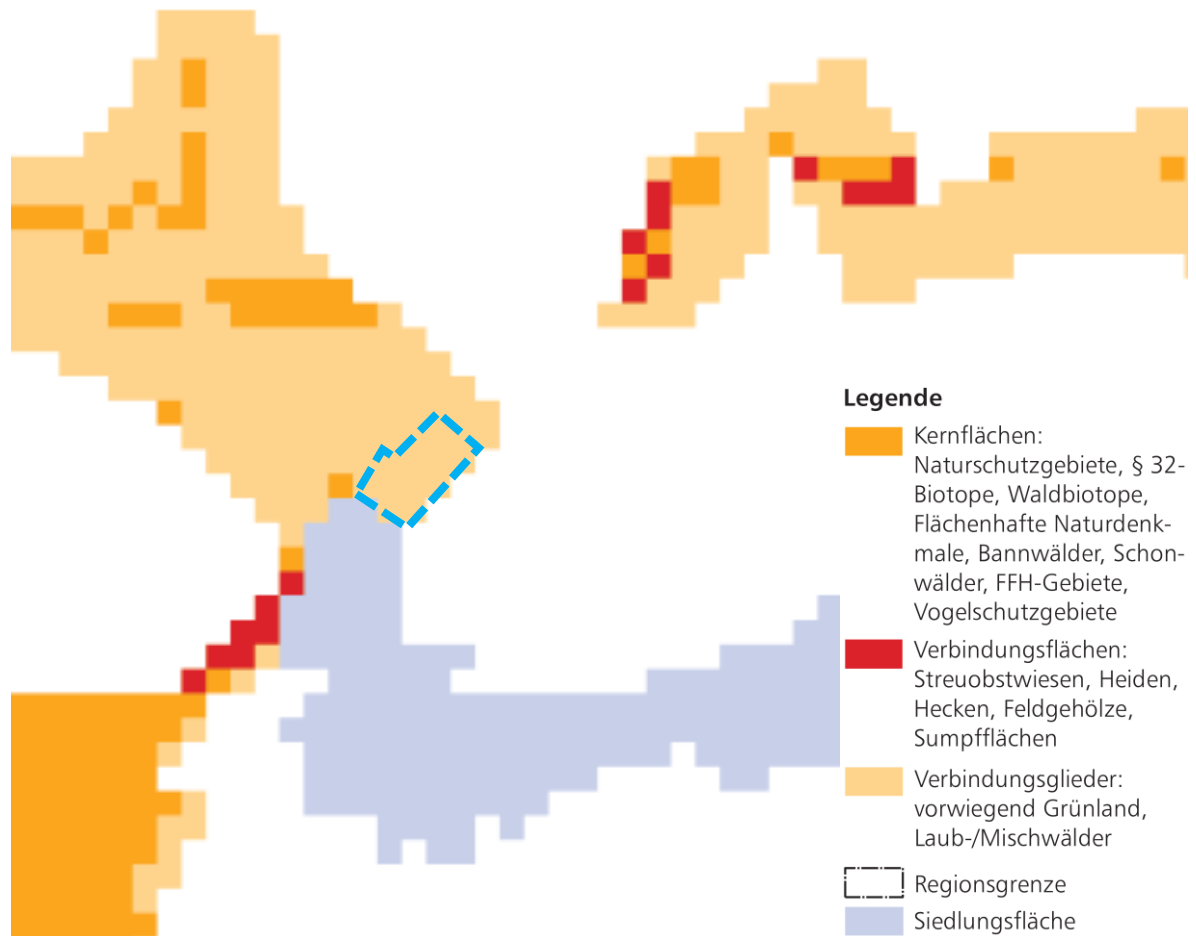 Legende
Kernflächen:
Naturschutzgebiete, § 32-
Biotope, Waldbiotope,
Flächenhafte Naturdenk-
male, Bannwälder, Schon-
wälder, FFH-Gebiete,
Vogelschutzgebiete
Verbindungsflächen:
Streuobstwiesen, Heiden,
Hecken, Feldgehölze,
Sumpfflächen
Verbindungsglieder:
vorwiegend Grünland,
Laub-/Mischwälder
Regionsgrenze
Siedlungsfläche